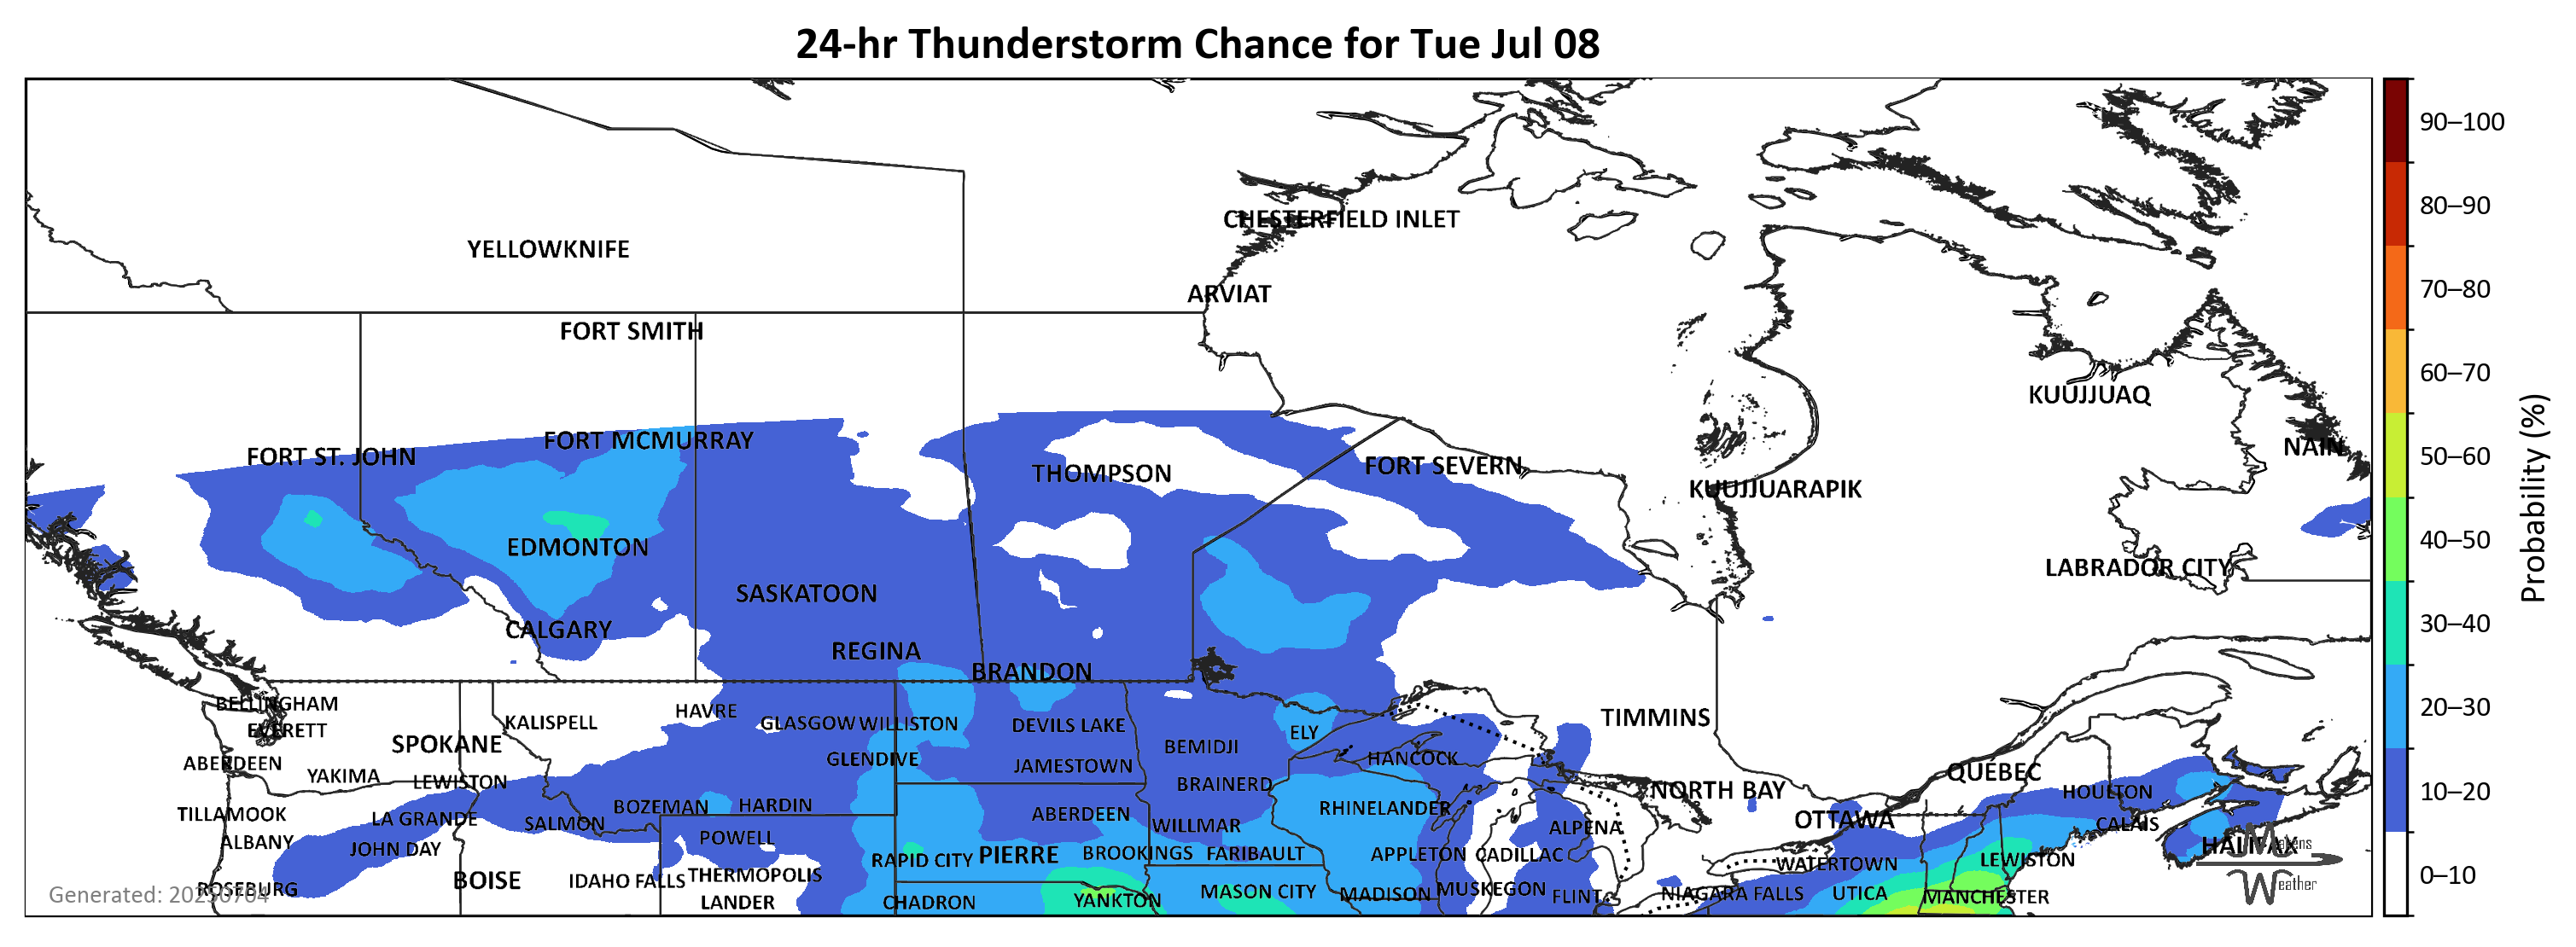 24-hr Thunderstorm Chance for Tue Jul 08
90–100
80–90
CHESTERFIELD INLET
YELLOWKNIFE
70–80
ARVIAT
FORT SMITH
60–70
KUUJJUAQ
50–60
FORT MCMURRAY
NAIN
FORT ST. JOHN
THOMPSON
FORT SEVERN
KUUJJUARAPIK
40–50
EDMONTON
LABRADOR CITY
Probability (%)
SASKATOON
30–40
CALGARY
REGINA
BRANDON
BELLINGHAM
20–30
HAVRE
KALISPELL
GLASGOW
WILLISTON
DEVILS LAKE
TIMMINS
EVERETT
ELY
SPOKANE
BEMIDJI
ABERDEEN
GLENDIVE
JAMESTOWN
HANCOCK
QUÉBEC
YAKIMA
LEWISTON
BRAINERD
NORTH BAY
HOULTON
10–20
BOZEMAN
HARDIN
RHINELANDER
TILLAMOOK
LA GRANDE
SALMON
ABERDEEN
WILLMAR
ALPENA
OTTAWA
CALAIS
ALBANY
JOHN DAY
POWELL
RAPID CITY
PIERRE
BROOKINGS
FARIBAULT
APPLETON
CADILLAC
WATERTOWN
LEWISTON
HALIFAX
Makens
Weather
0–10
ROSEBURG
BOISE
IDAHO FALLS
THERMOPOLIS
LANDER
CHADRON
YANKTON
MASON CITY
MADISON
MUSKEGON
FLINT
NIAGARA FALLS
UTICA
MANCHESTER
Generated: 20250704